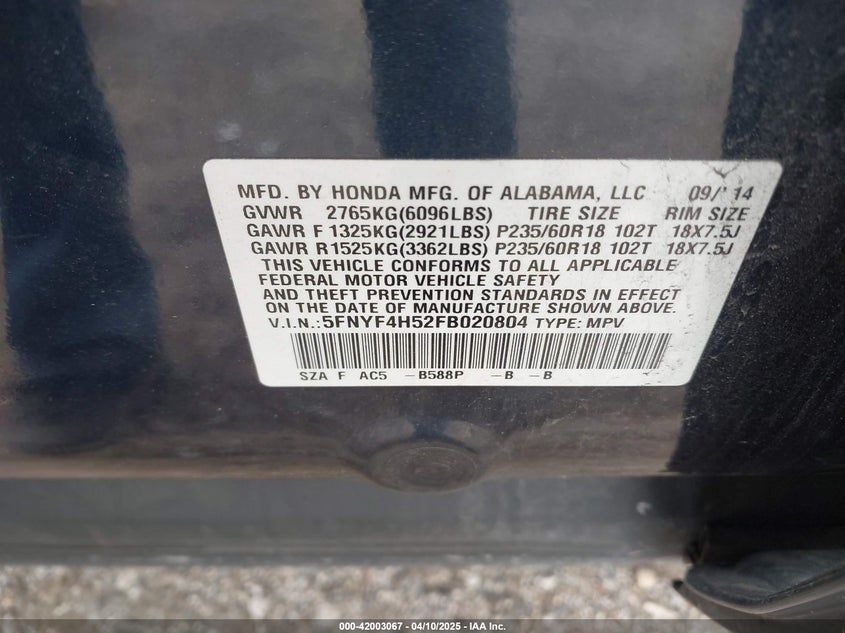 MFD. BY HONDA MFG. OF ALABAMA, LLC 09/'14
GVWR 2765KG(6096LBS) TIRE SIZE RIM SIZE
GAWR F 1325KG(2921LBS) P235/60R18 102T 18X7.5J
GAWR R1525KG(3362LBS) P235/60R18 102T 18X7.5J
THIS VEHICLE CONFORMS TO ALL APPLICABLE
FEDERAL MOTOR VEHICLE SAFETY
AND THEFT PREVENTION STANDARDS IN EFFECT
ON THE DATE OF MANUFACTURE SHOWN ABOVE.
V.I.N.:5FNYF4H52FB020804 TYPE: MPV
SZA F AC5 -B588P -B -B
000-42003067 - 04/10/2025 - IAA Inc.